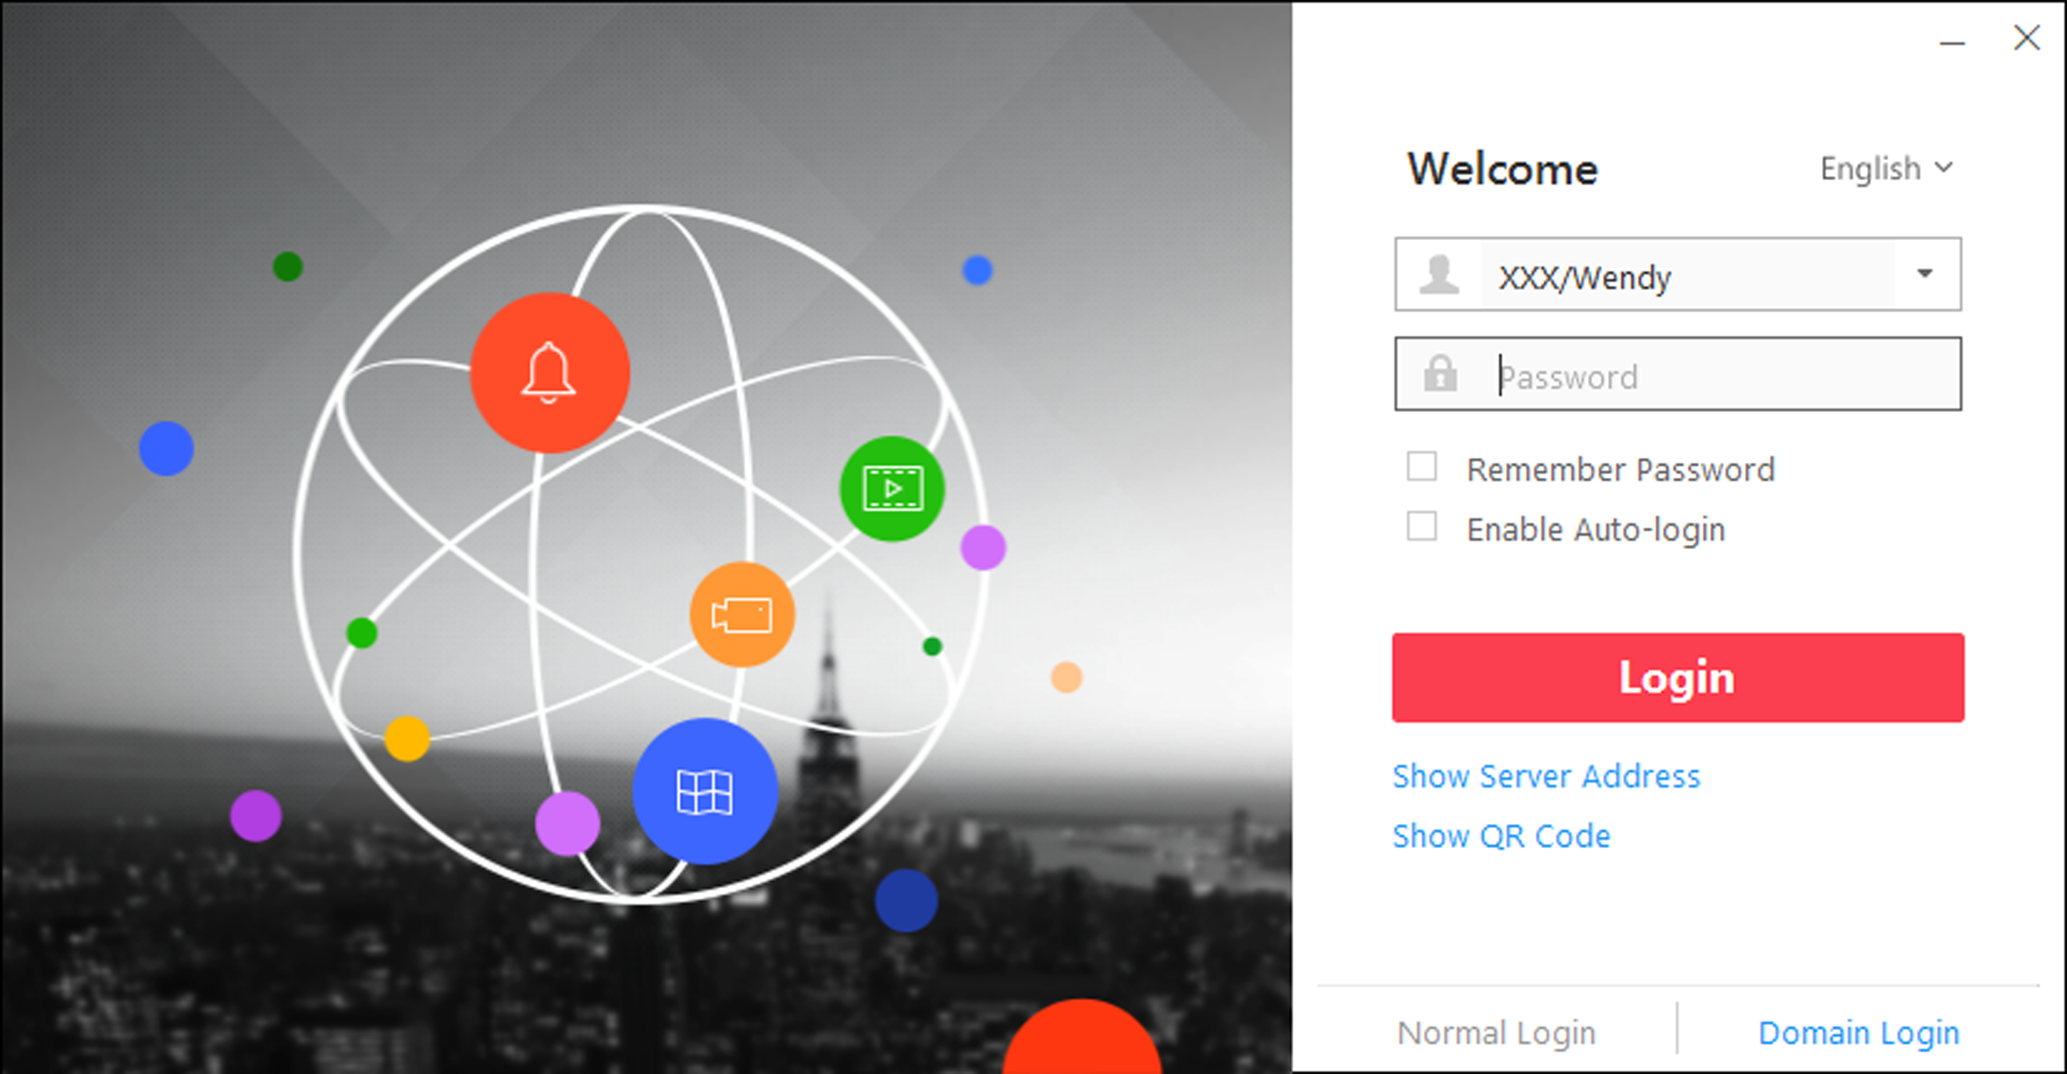 Welcome
English
XXX/Wendy
Password
Remember Password
Enable Auto-login
Login
Show Server Address
Show QR Code
Normal Login
Domain Login